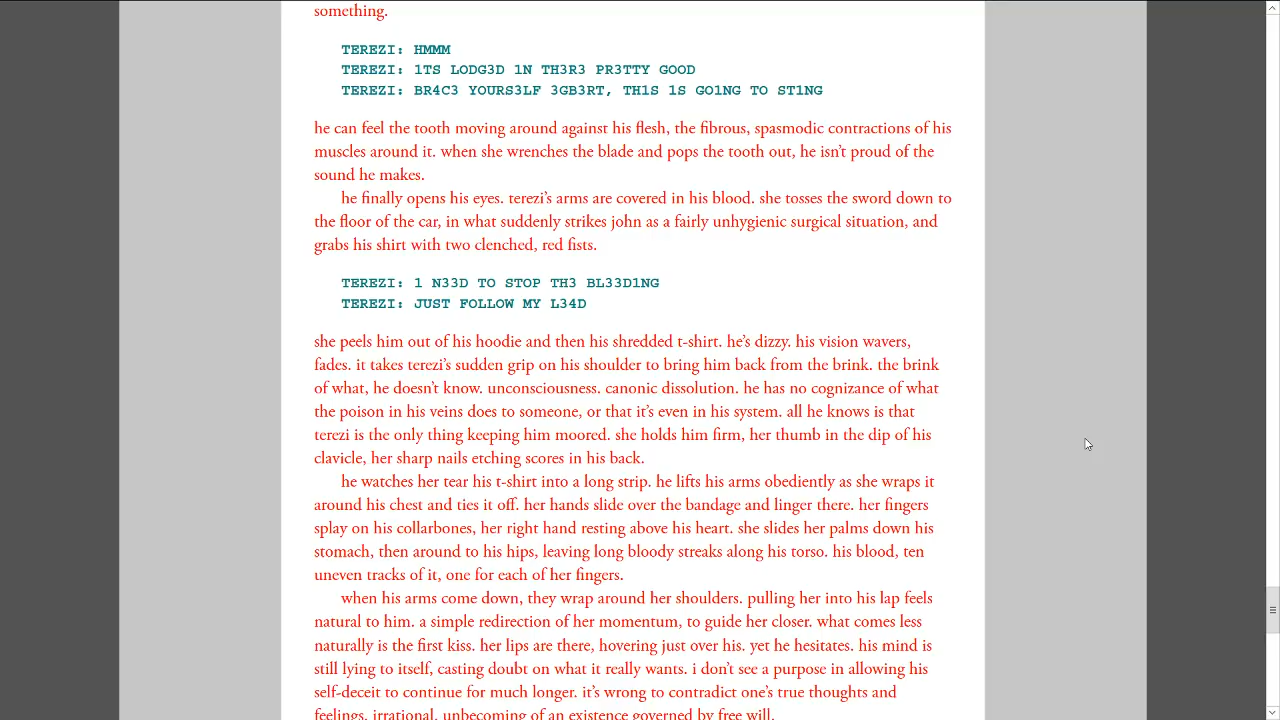 something.
TEREZI: HMMM
TEREZI: 1TS LODG3D 1N TH3R3 PR3TTY GOOD
TEREZI: BR4C3 YOURS3LF 3GB3RT, TH1S 1S GO1NG TO ST1NG
he can feel the tooth moving around against his flesh, the fibrous, spasmodic contractions of his
muscles around it. when she wrenches the blade and pops the tooth out, he isn’t proud of the
sound he makes.
he finally opens his eyes. terezi’s arms are covered in his blood. she tosses the sword down to
the floor of the car, in what suddenly strikes john as a fairly unhygienic surgical situation, and
grabs his shirt with two clenched, red fists.
TEREZI: 1 N33D TO STOP TH3 BL33D1NG
TEREZI: JUST FOLLOW MY L34D
she peels him out of his hoodie and then his shredded t-shirt. he’s dizzy. his vision wavers,
fades. it takes terezi’s sudden grip on his shoulder to bring him back from the brink. the brink
of what, he doesn’t know. unconsciousness. canonic dissolution. he has no cognizance of what
the poison in his veins does to someone, or that it’s even in his system. all he knows is that
terezi is the only thing keeping him moored. she holds him firm, her thumb in the dip of his
clavicle, her sharp nails etching scores in his back.
he watches her tear his t-shirt into a long strip. he lifts his arms obediently as she wraps it
around his chest and ties it off. her hands slide over the bandage and linger there. her fingers
splay on his collarbones, her right hand resting above his heart. she slides her palms down his
stomach, then around to his hips, leaving long bloody streaks along his torso. his blood, ten
uneven tracks of it, one for each of her fingers.
when his arms come down, they wrap around her shoulders. pulling her into his lap feels
natural to him. a simple redirection of her momentum, to guide her closer. what comes less
naturally is the first kiss. her lips are there, hovering just over his. yet he hesitates. his mind is
still lying to itself, casting doubt on what it really wants. i don’t see a purpose in allowing his
self-deceit to continue for much longer. it’s wrong to contradict one’s true thoughts and
feelings. irrational. unbecoming of an existence governed by free will.